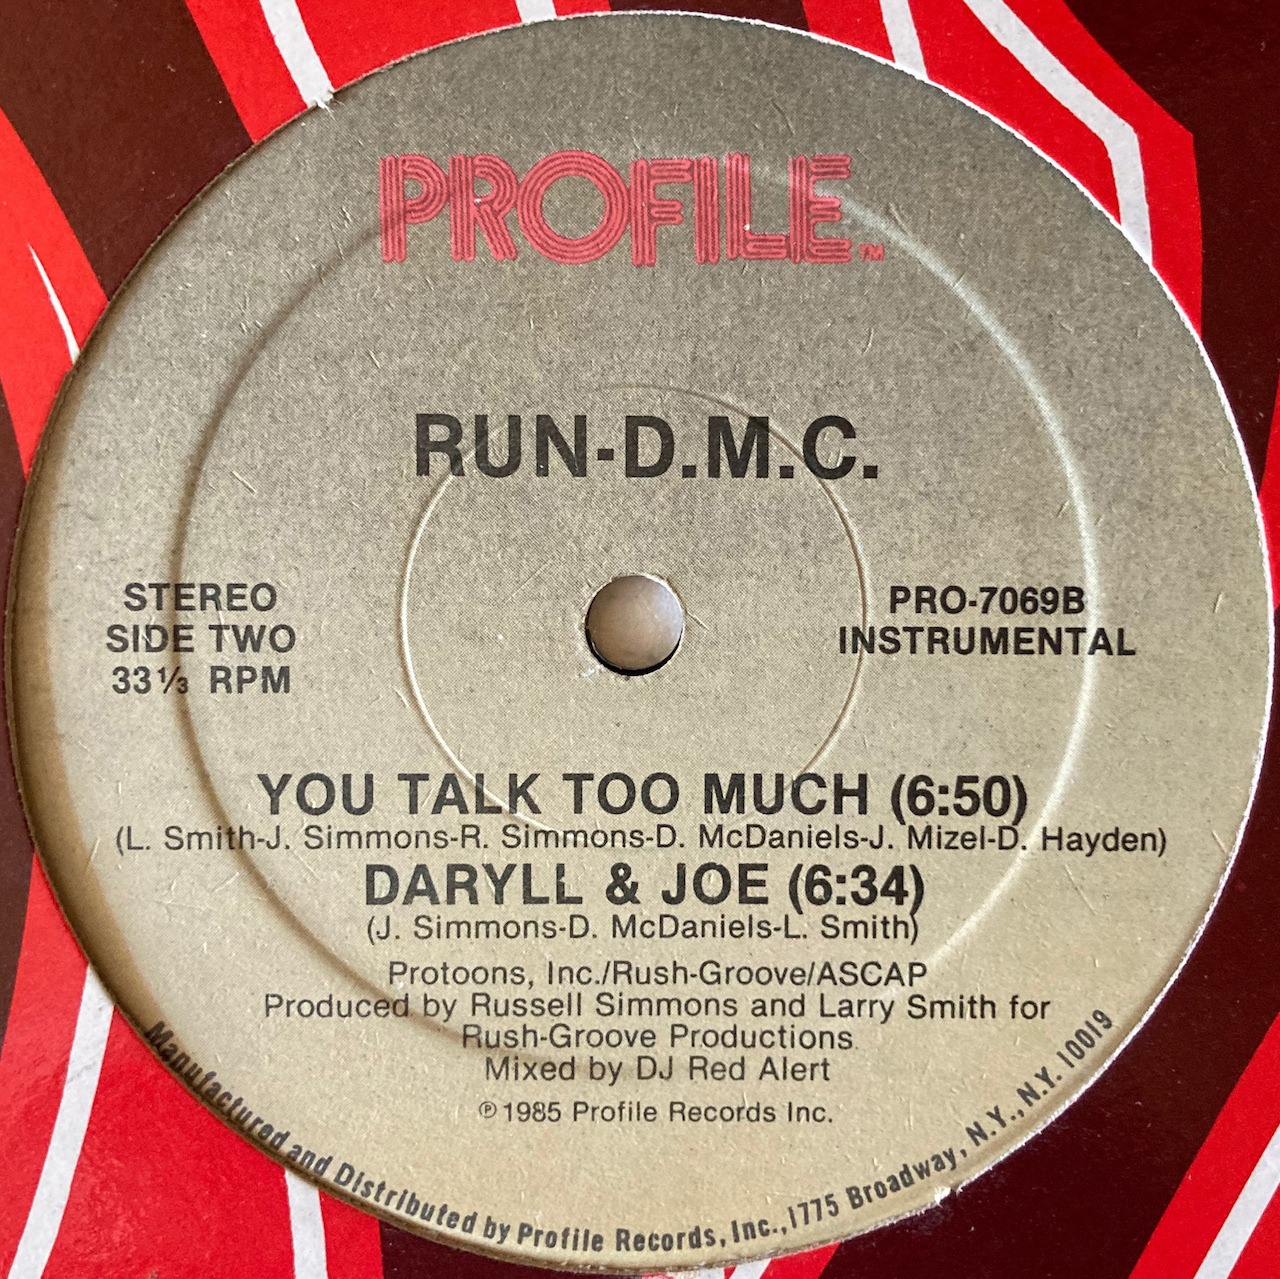 PROFILE™
RUN-D.M.C.
STEREO
SIDE TWO
33⅓ RPM
PRO-7069B
INSTRUMENTAL
YOU TALK TOO MUCH (6:50)
(L. Smith-J. Simmons-R. Simmons-D. McDaniels-J. Mizel-D. Hayden)
DARYLL & JOE (6:34)
(J. Simmons-D. McDaniels-L. Smith)
Protoons, Inc./Rush-Groove/ASCAP
Produced by Russell Simmons and Larry Smith for
Rush-Groove Productions
Mixed by DJ Red Alert
℗ 1985 Profile Records Inc.
Manufactured and Distributed by Profile Records, Inc., 1775 Broadway, N.Y., N.Y. 10019